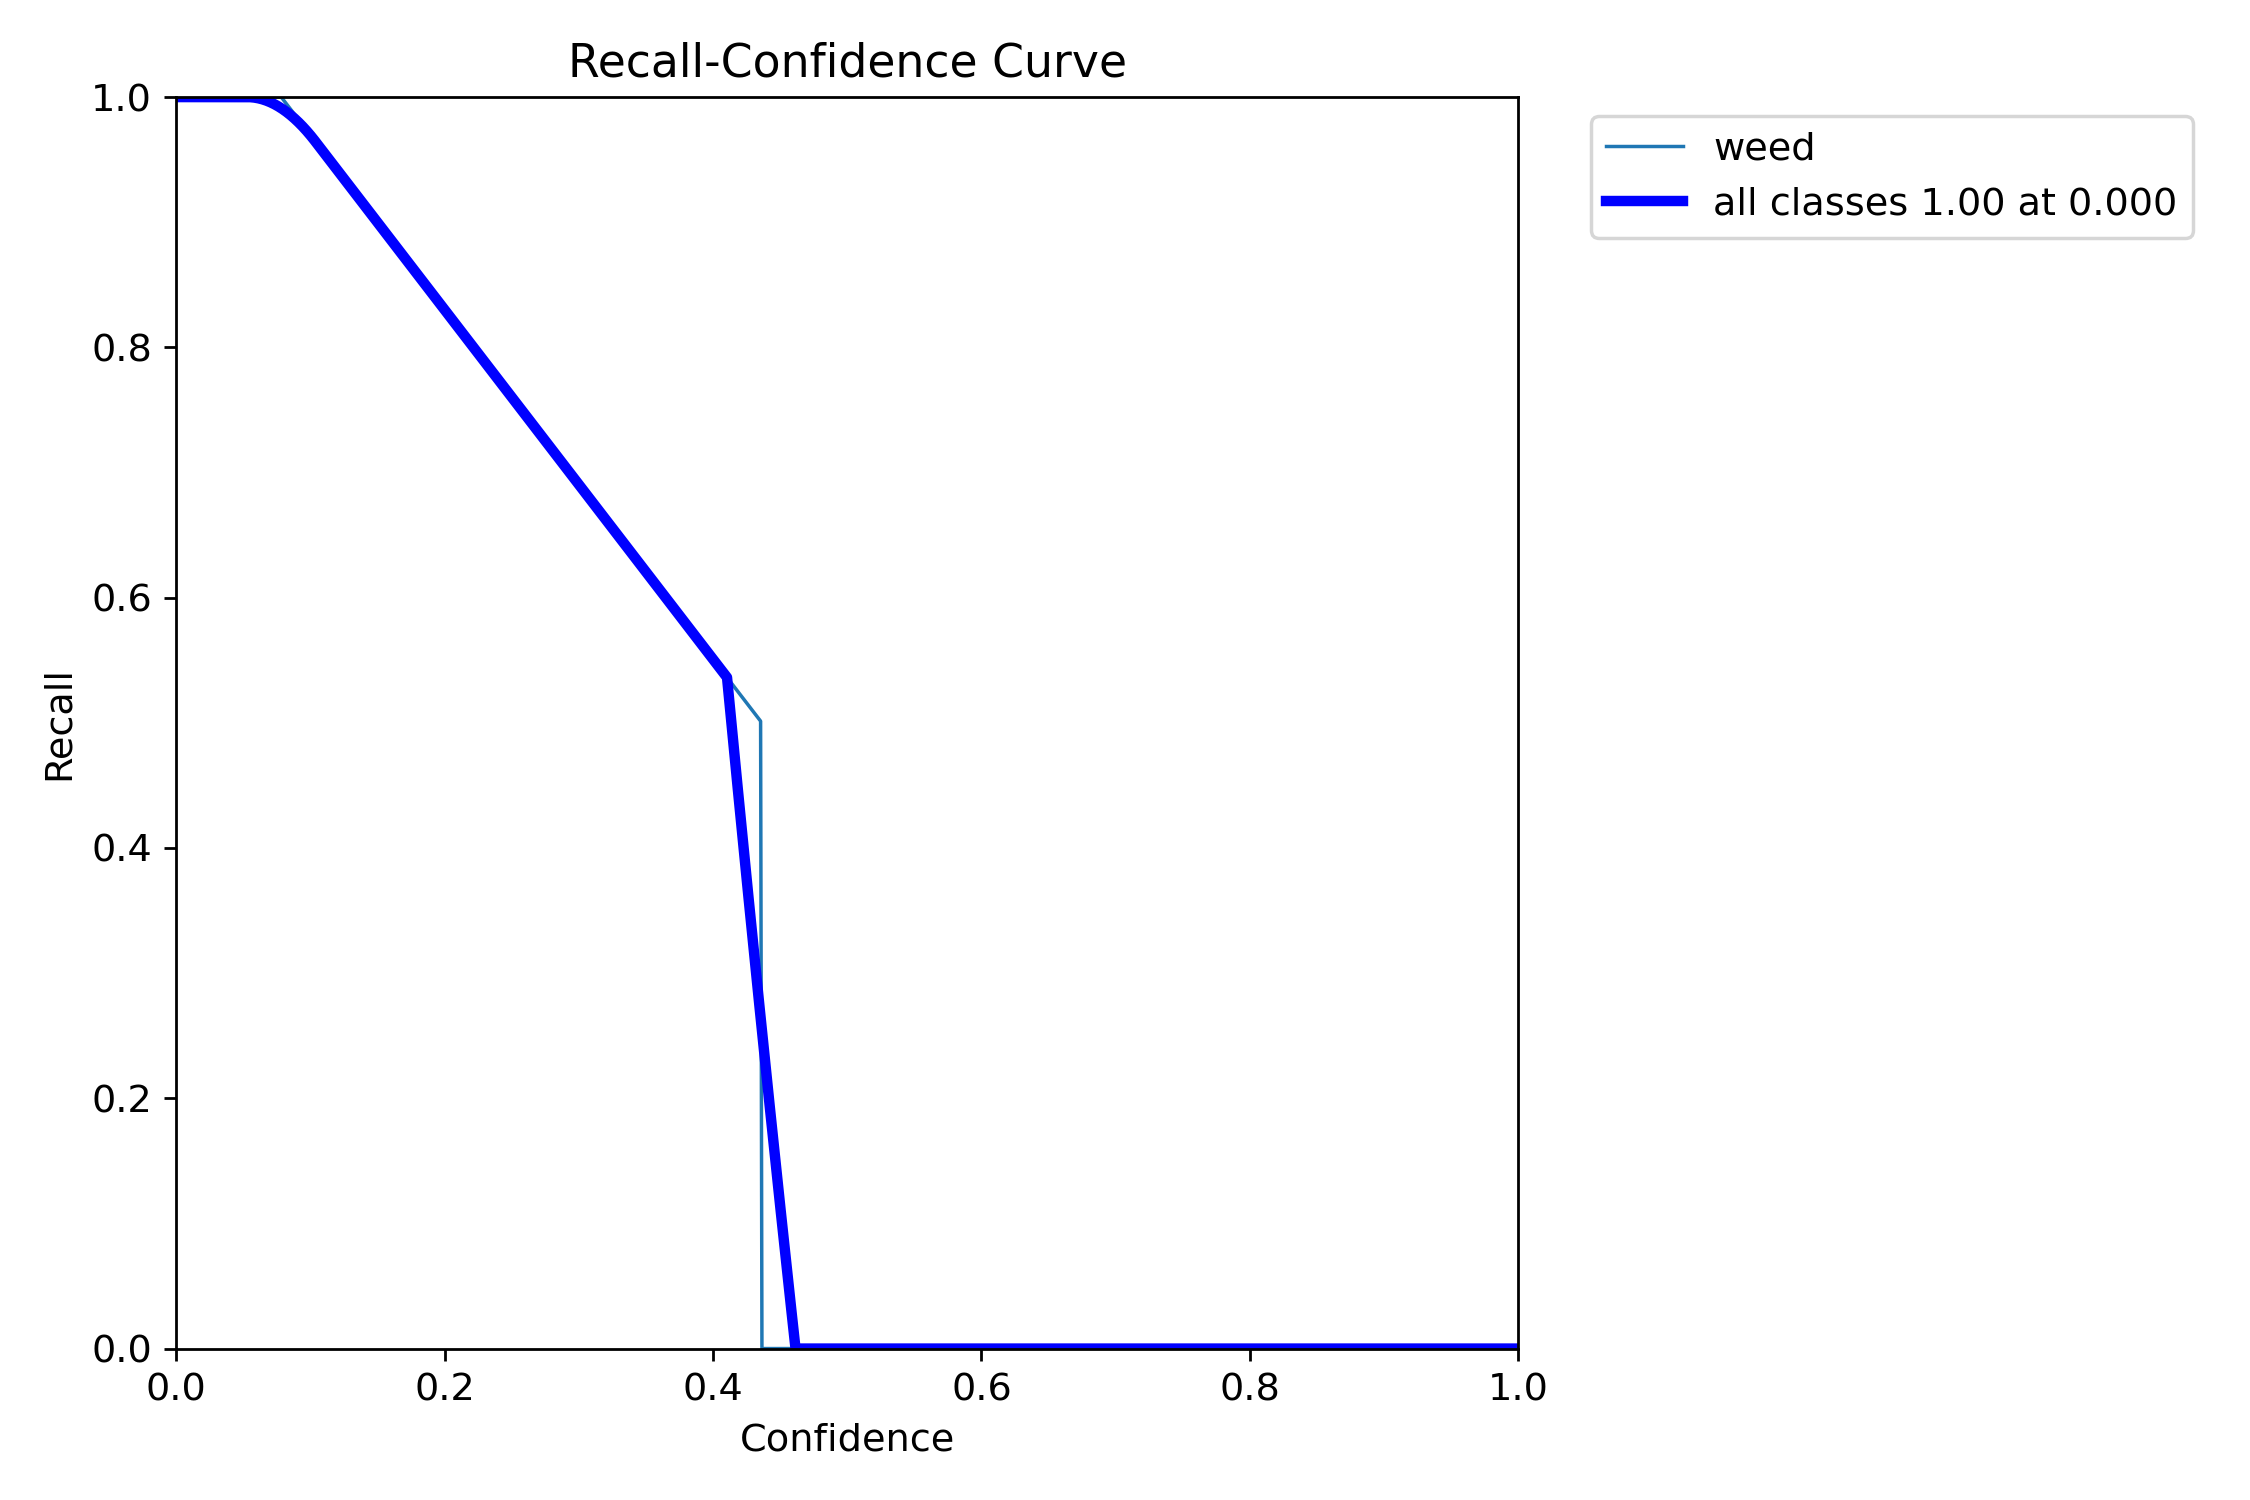 Recall-Confidence Curve
1.0
0.8
0.6
0.4
0.2
0.0
Recall
0.0 0.2 0.4 0.6 0.8 1.0
Confidence
weed
all classes 1.00 at 0.000